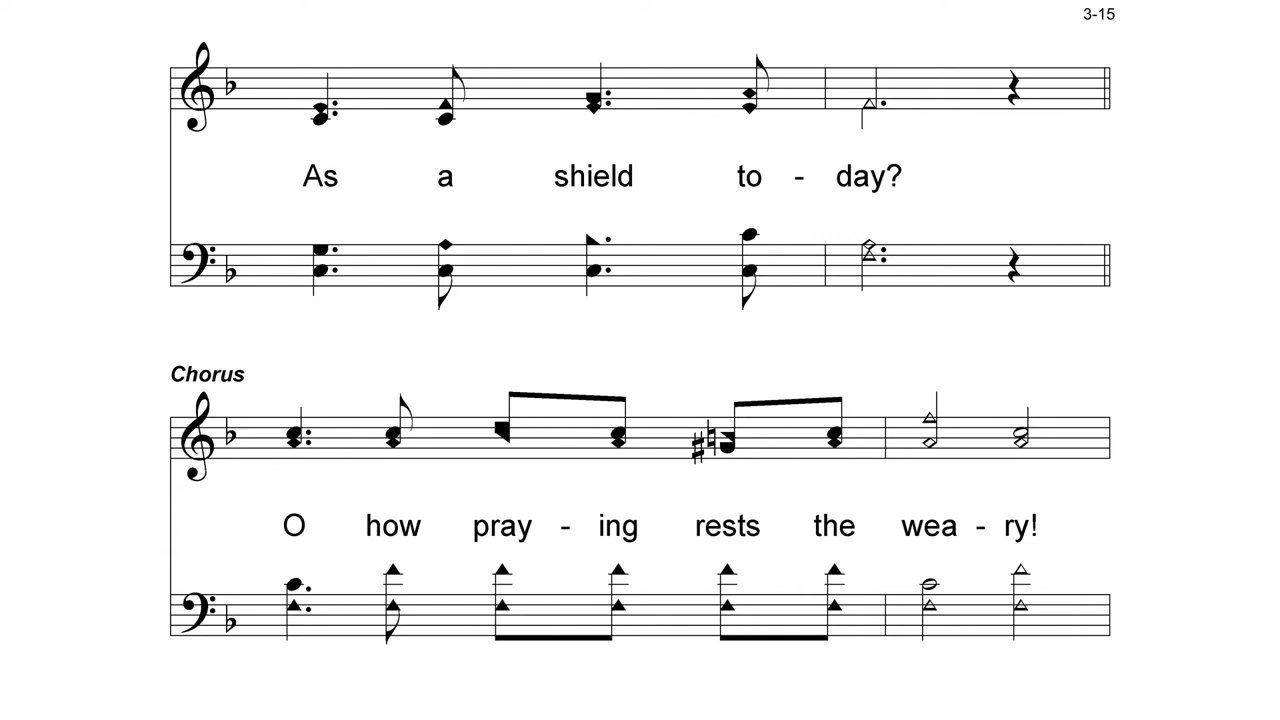 3-15
As a shield to - day?
Chorus
O how pray - ing rests the wea - ry!